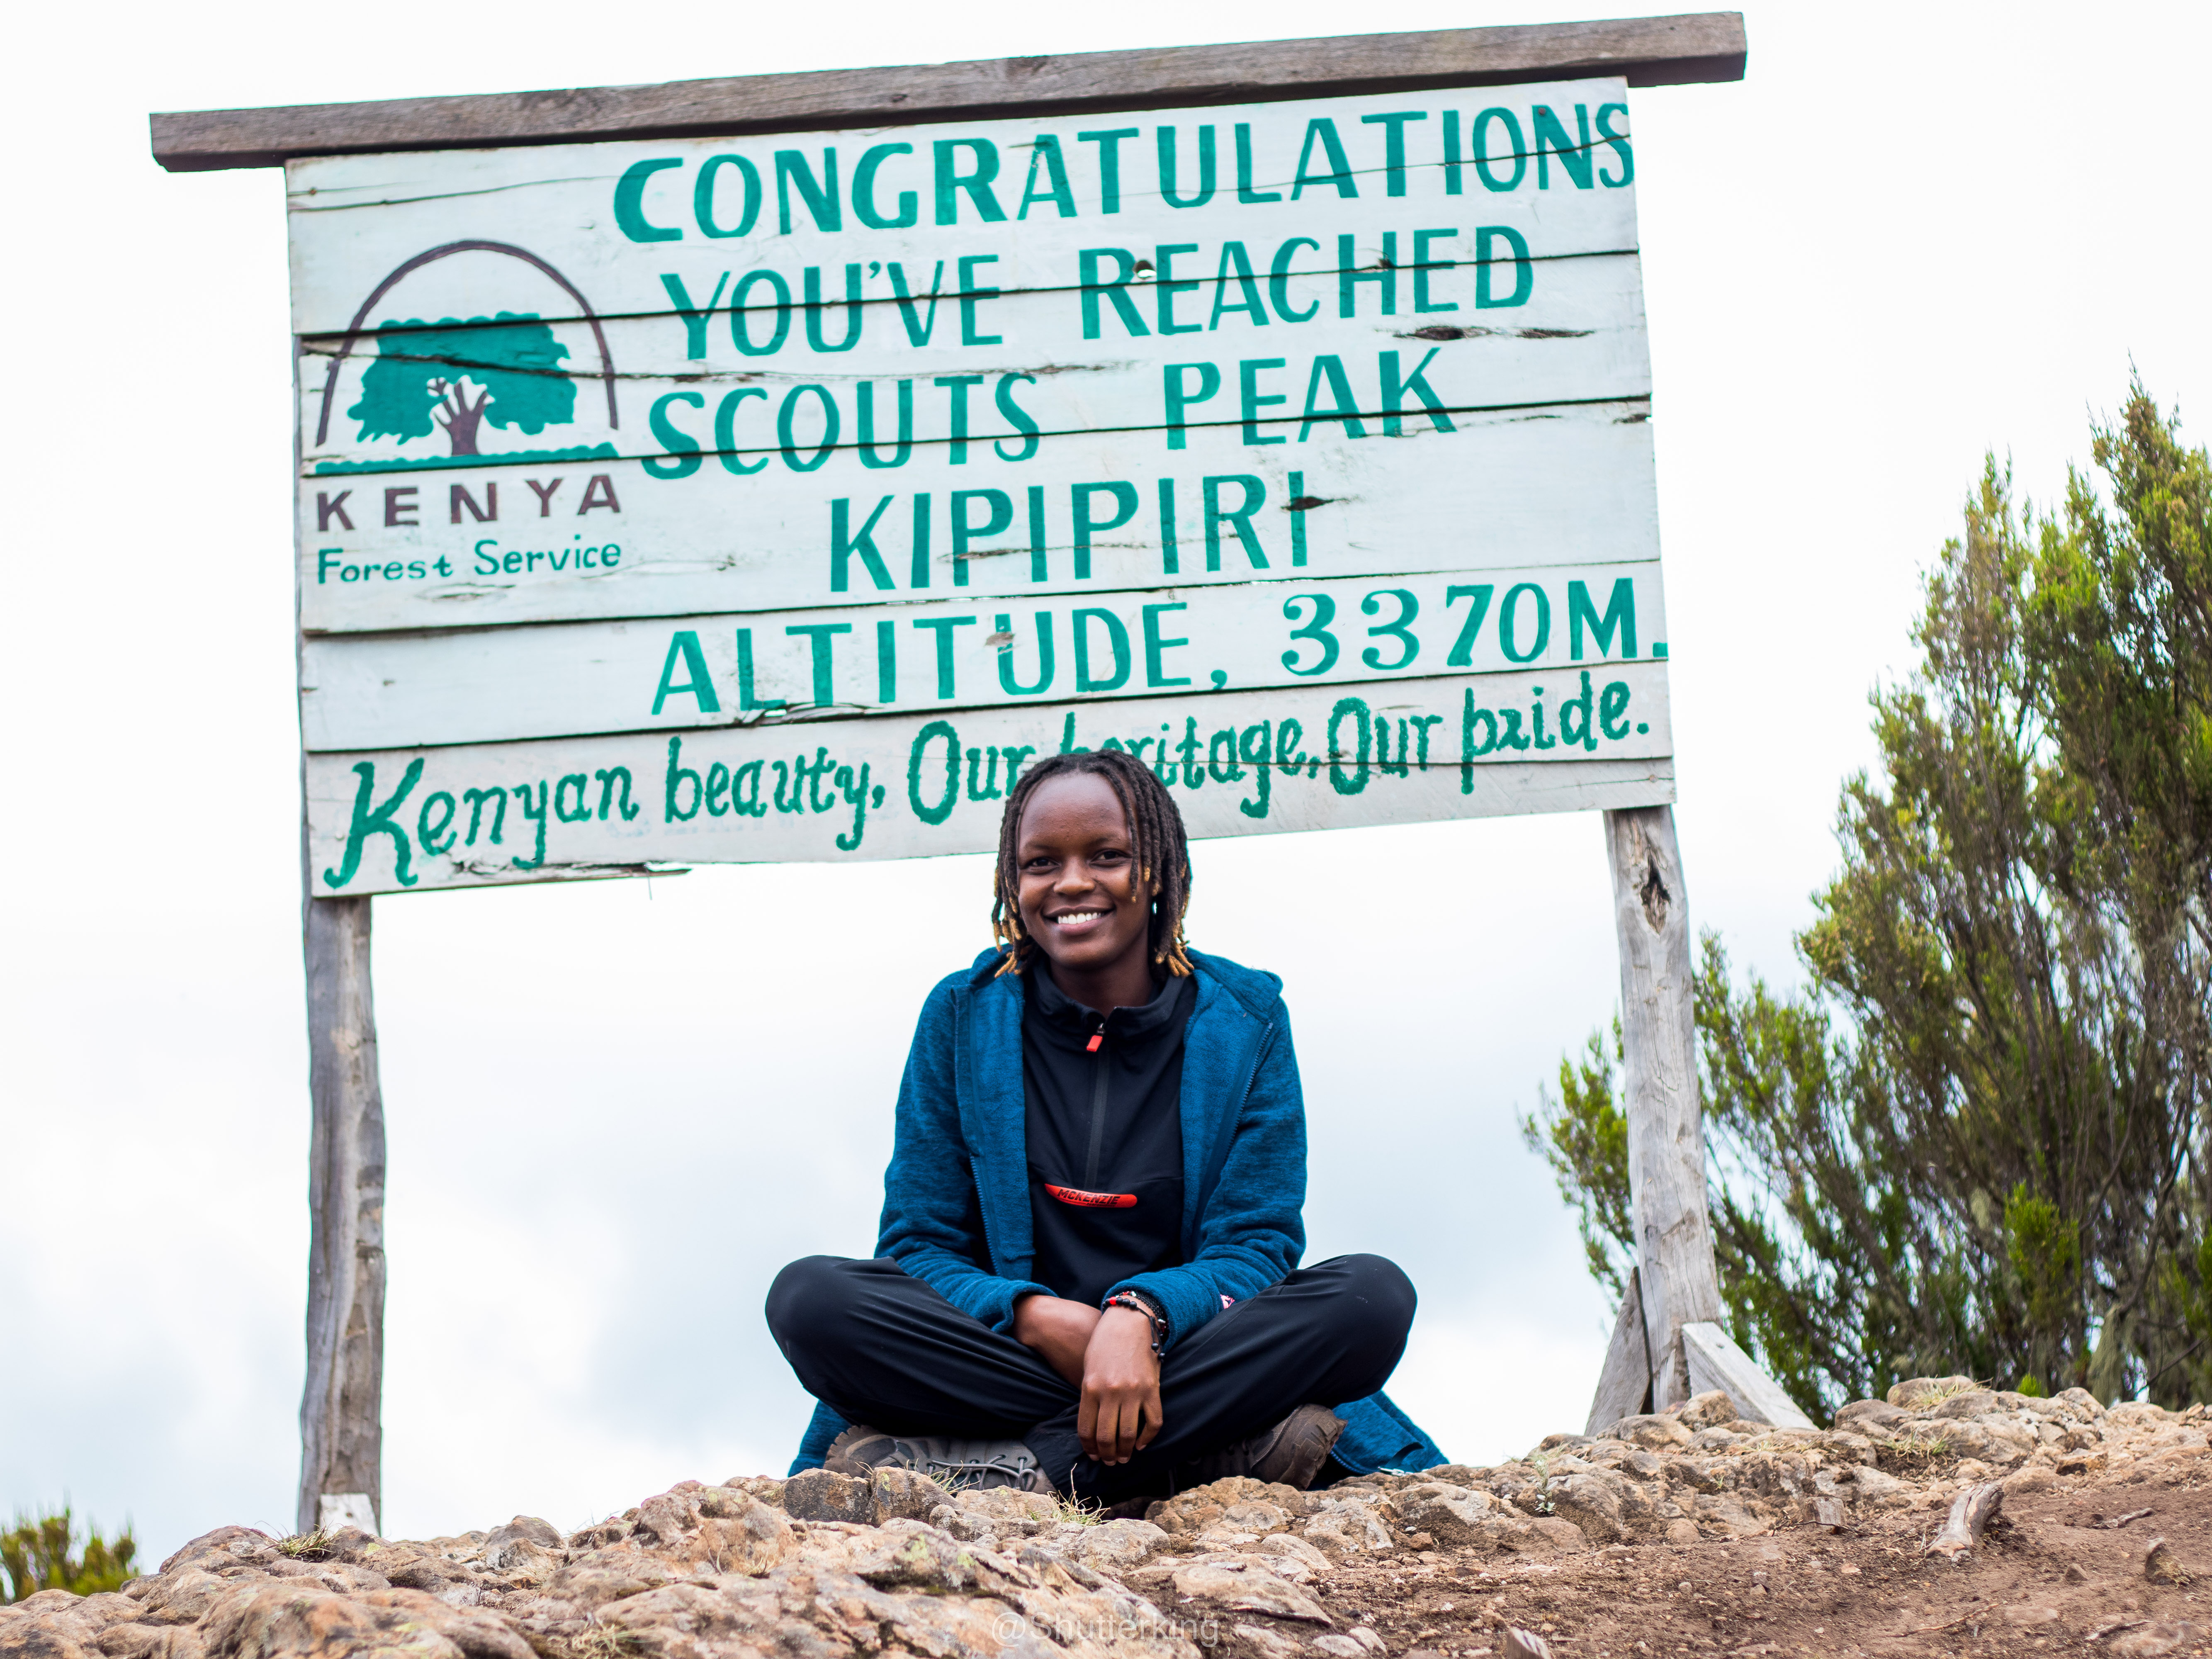 CONGRATULATIONS
YOU'VE REACHED
SCOUTS PEAK
KIPIPIRI
ALTITUDE, 3370M.
KENYA
Forest Service
Kenyan beauty, Our heritage, Our pride.
MCKENZIE
@Shutterking